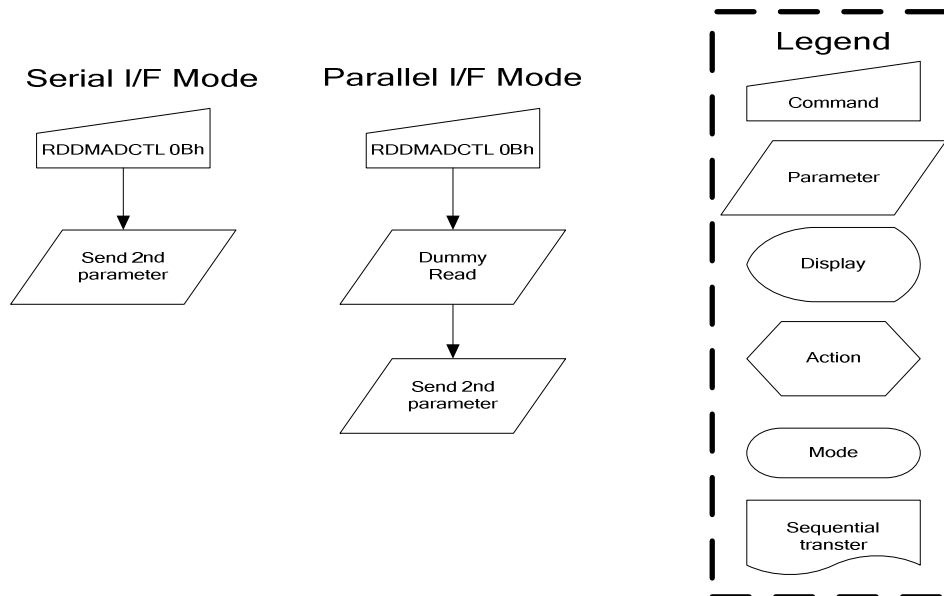 Serial I/F Mode
RDDMADCTL 0Bh
Send 2nd
parameter
Parallel I/F Mode
RDDMADCTL 0Bh
Dummy
Read
Send 2nd
parameter
Legend
Command
Parameter
Display
Action
Mode
Sequential
transter